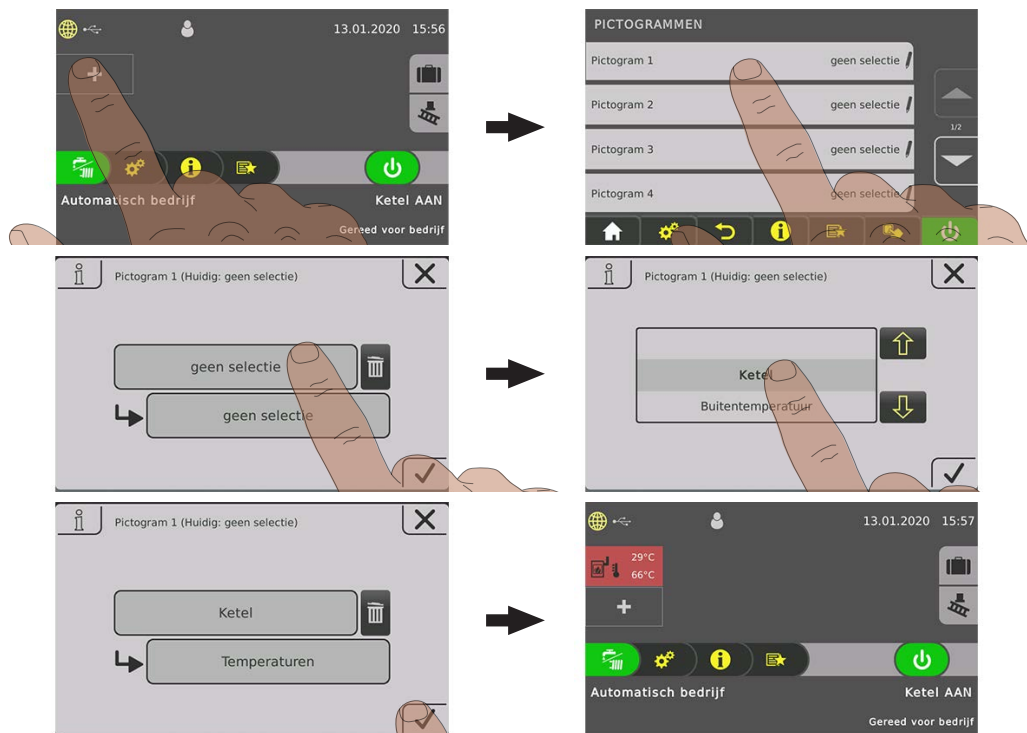 13.01.2020 15:56
Automatisch bedrijf Ketel AAN
Gereed voor bedrijf
PICTOGRAMMEN
Pictogram 1 geen selectie
Pictogram 2 geen selectie
1/2
Pictogram 3 geen selectie
Pictogram 4 geen selectie
Pictogram 1 (Huidig: geen selectie)
geen selectie
geen selectie
Pictogram 1 (Huidig: geen selectie)
Ketel
Buitentemperatuur
Pictogram 1 (Huidig: geen selectie)
Ketel
Temperaturen
13.01.2020 15:57
29°C
66°C
Automatisch bedrijf Ketel AAN
Gereed voor bedrijf